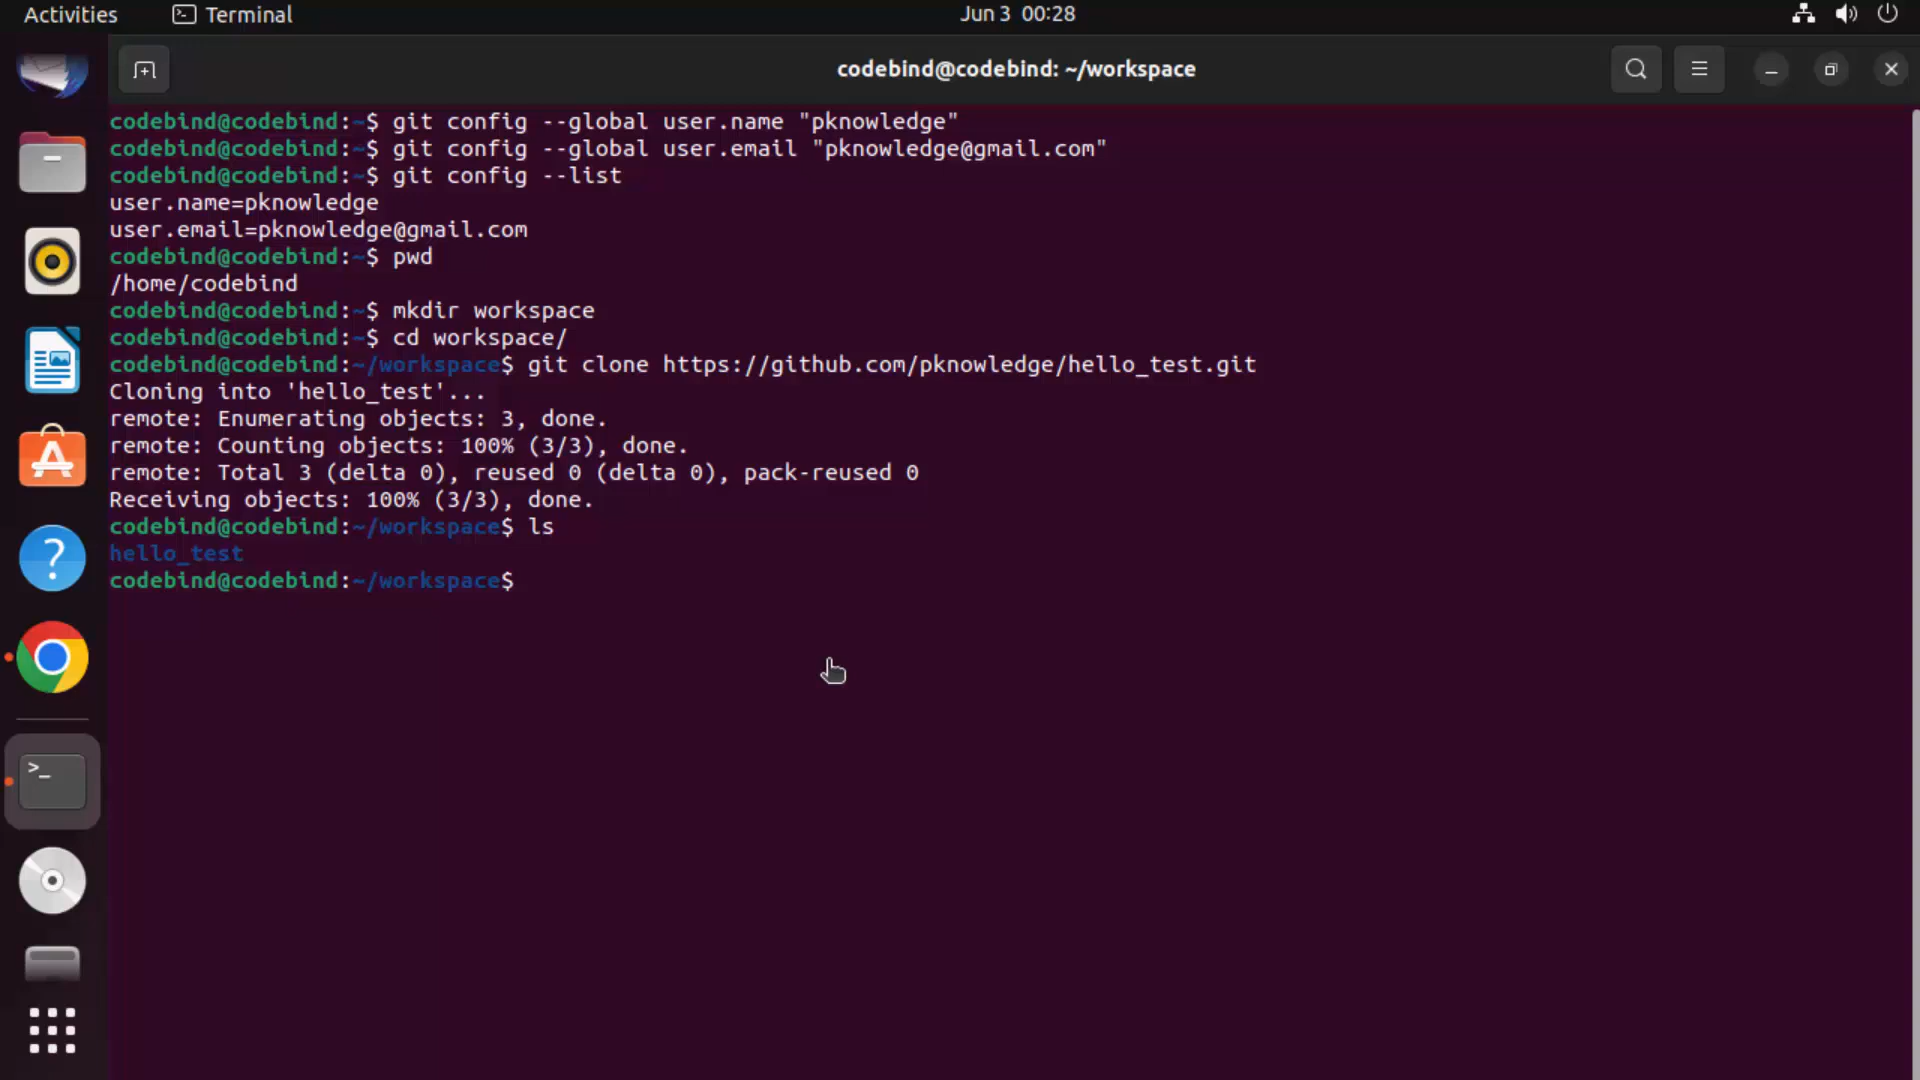 Activities Terminal Jun 3 00:28
codebind@codebind: ~/workspace
codebind@codebind:~$ git config --global user.name "pknowledge"
codebind@codebind:~$ git config --global user.email "pknowledge@gmail.com"
codebind@codebind:~$ git config --list
user.name=pknowledge
user.email=pknowledge@gmail.com
codebind@codebind:~$ pwd
/home/codebind
codebind@codebind:~$ mkdir workspace
codebind@codebind:~$ cd workspace/
codebind@codebind:~/workspace$ git clone https://github.com/pknowledge/hello_test.git
Cloning into 'hello_test'...
remote: Enumerating objects: 3, done.
remote: Counting objects: 100% (3/3), done.
remote: Total 3 (delta 0), reused 0 (delta 0), pack-reused 0
Receiving objects: 100% (3/3), done.
codebind@codebind:~/workspace$ ls
hello_test
codebind@codebind:~/workspace$